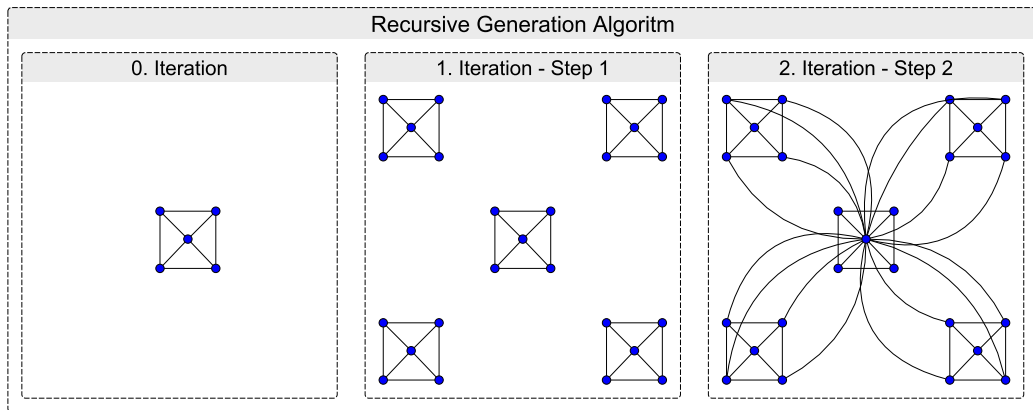 Recursive Generation Algoritm
0. Iteration
1. Iteration - Step 1
2. Iteration - Step 2